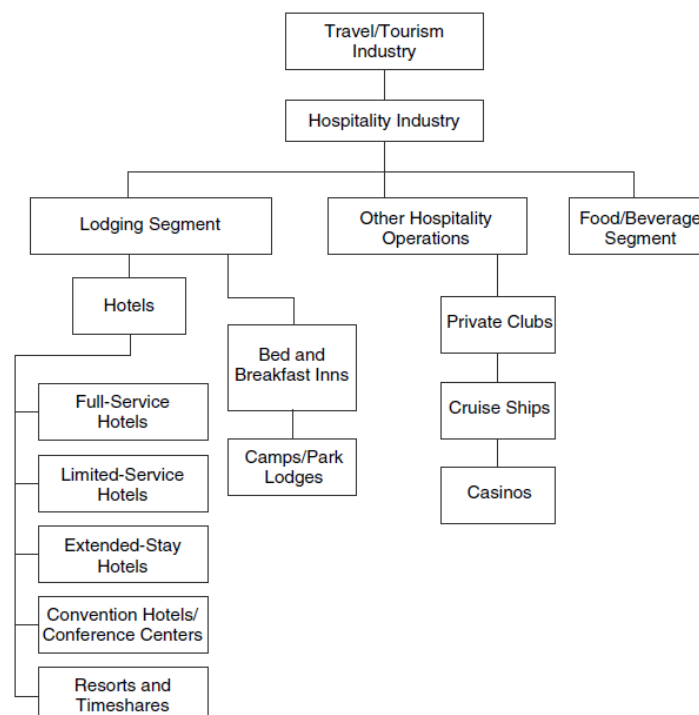 Travel/Tourism
Industry
Hospitality Industry
Lodging Segment
Other Hospitality
Operations
Food/Beverage
Segment
Hotels
Private Clubs
Bed and
Breakfast Inns
Full-Service
Hotels
Cruise Ships
Camps/Park
Lodges
Limited-Service
Hotels
Casinos
Extended-Stay
Hotels
Convention Hotels/
Conference Centers
Resorts and
Timeshares